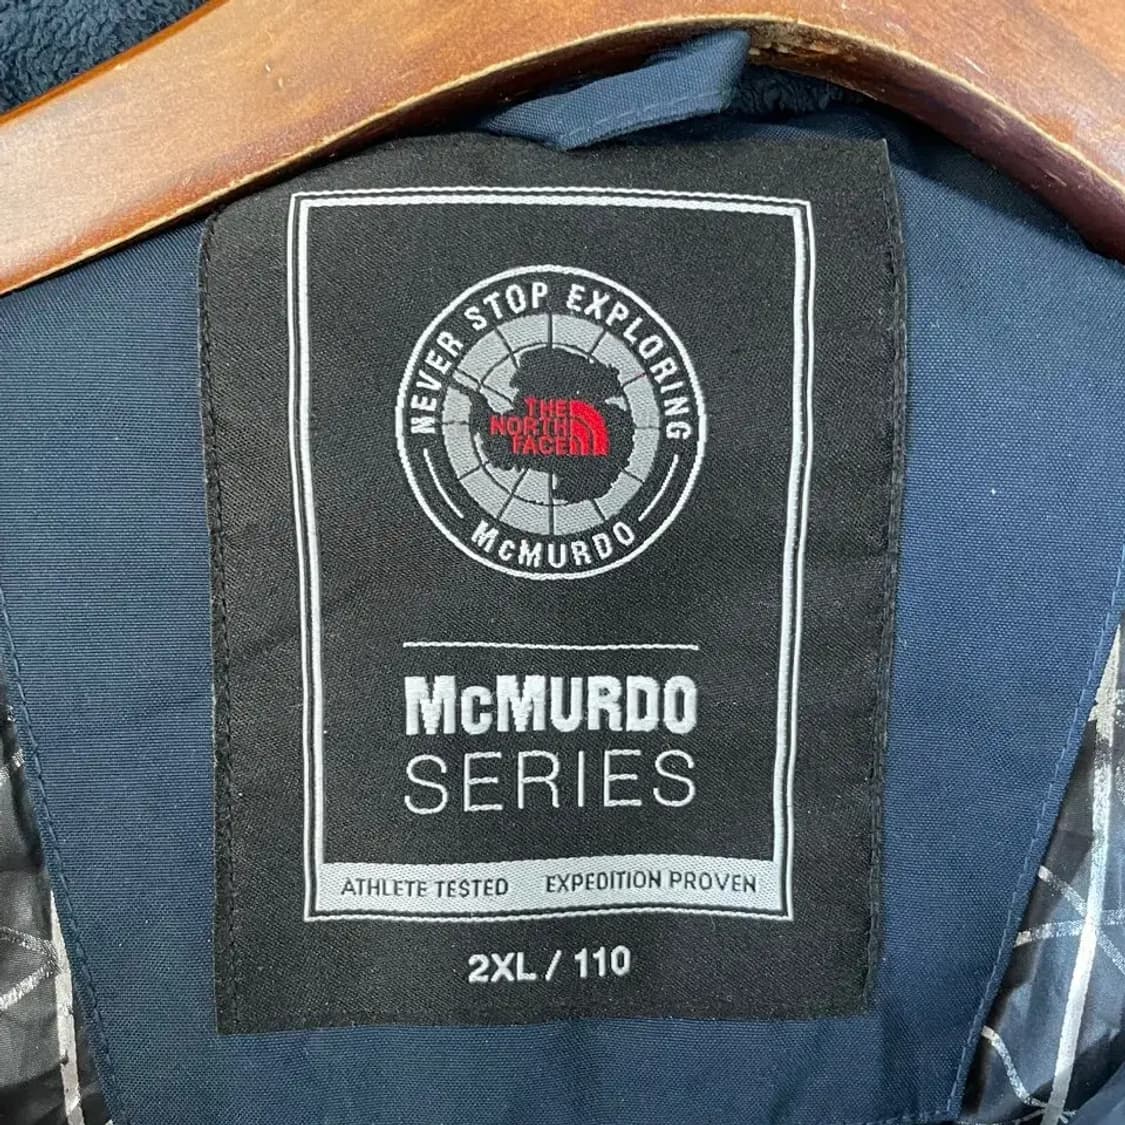 NEVER STOP EXPLORING
THE
NORTH
FACE
McMURDO
McMURDO
SERIES
ATHLETE TESTED EXPEDITION PROVEN
2XL / 110